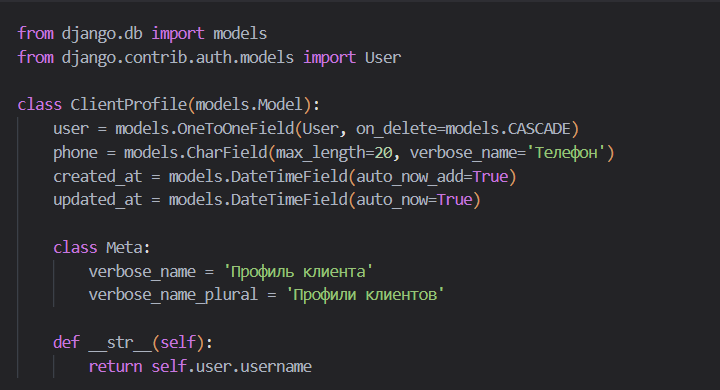 from django.db import models
from django.contrib.auth.models import User
class ClientProfile(models.Model):
user = models.OneToOneField(User, on_delete=models.CASCADE)
phone = models.CharField(max_length=20, verbose_name='Телефон')
created_at = models.DateTimeField(auto_now_add=True)
updated_at = models.DateTimeField(auto_now=True)
class Meta:
verbose_name = 'Профиль клиента'
verbose_name_plural = 'Профили клиентов'
def __str__(self):
return self.user.username